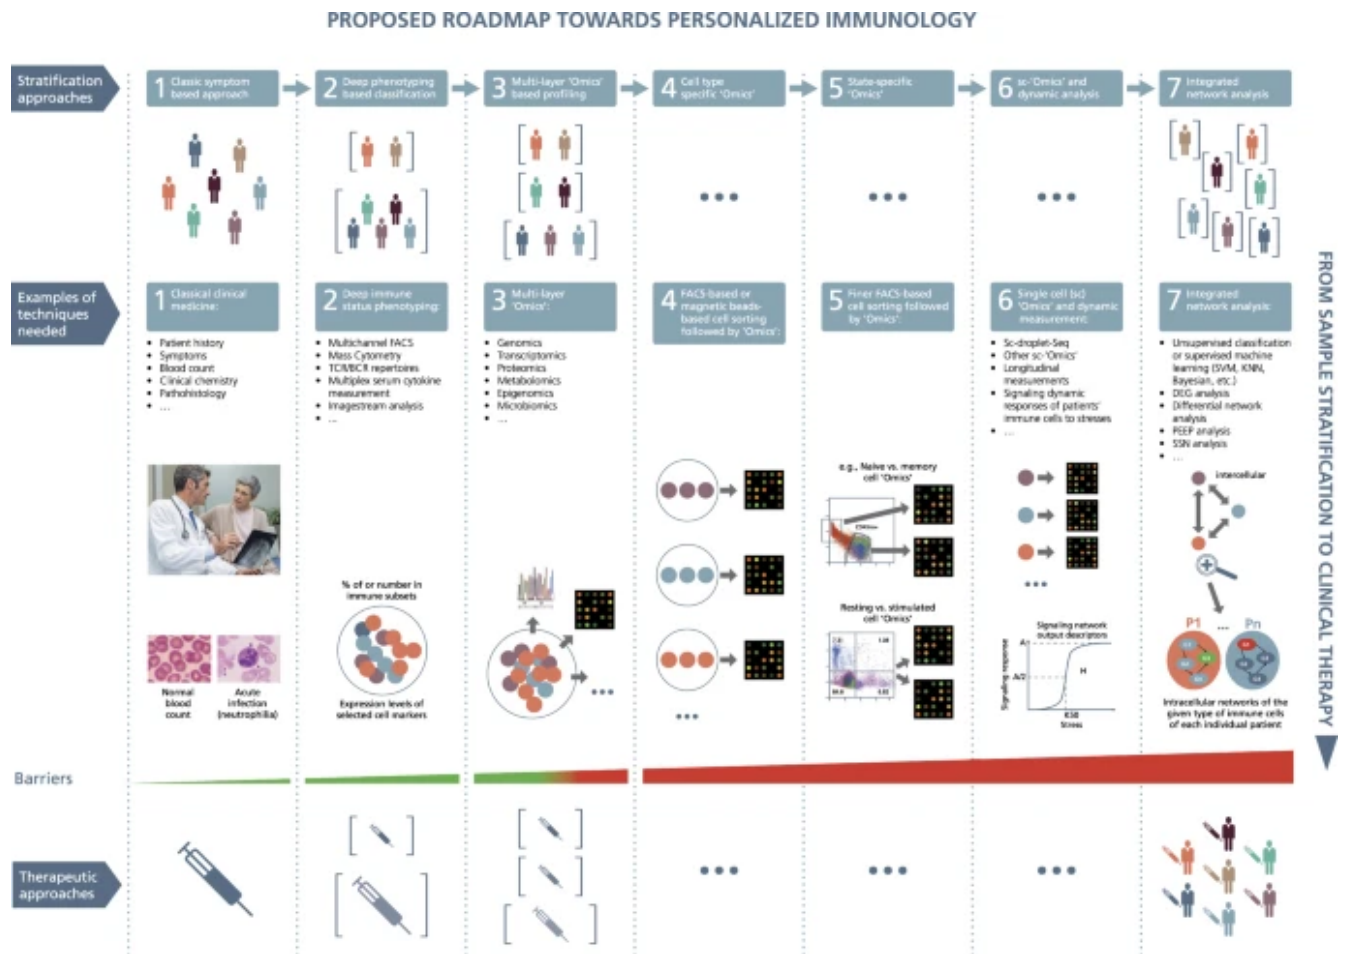 PROPOSED ROADMAP TOWARDS PERSONALIZED IMMUNOLOGY
Stratification
approaches
1 Classic symptom
based approach
2 Deep phenotyping
based classification
3 Multi-layer 'Omics'
based profiling
4 Cell type
specific 'Omics'
5 State-specific
'Omics'
6 sc-'Omics' and
dynamic analysis
7 Integrated
network analysis
Examples of
techniques
needed
1 Classical clinical
medicine:
• Patient history
• Symptoms
• Blood count
• Clinical chemistry
• Pathohistology
• ...
Normal
blood
count
Acute
infection
(neutrophilia)
2 Deep immune
status phenotyping:
• Multichannel FACS
• Mass Cytometry
• TCR/BCR repertoires
• Multiplex serum cytokine
measurement
• Imagestream analysis
• ...
% of or number in
immune subsets
Expression levels of
selected cell markers
3 Multi-layer
'Omics':
• Genomics
• Transcriptomics
• Proteomics
• Metabolomics
• Epigenomics
• Microbiomics
• ...
4 FACS-based or
magnetic beads-
based cell sorting
followed by 'Omics':
5 Finer FACS-based
cell sorting followed
by 'Omics':
e.g., Naive vs. memory
cell 'Omics'
Resting vs. stimulated
cell 'Omics'
6 Single cell (sc)
'Omics' and dynamic
measurement:
• Sc-droplet-Seq
• Other sc-'Omics'
• Longitudinal
measurements
• Signaling dynamic
responses of patients'
immune cells to stresses
• ...
Signaling network
output descriptors
Signaling response
A
A/2
H
K50
Stress
7 Integrated
network analysis:
• Unsupervised classification
or supervised machine
learning (SVM, KNN,
Bayesian, etc.)
• DEG analysis
• Differential network
analysis
• PEEP analysis
• SSN analysis
• ...
intercellular
P1 ... Pn
Intracellular networks of the
given type of immune cells
of each individual patient
FROM SAMPLE STRATIFICATION TO CLINICAL THERAPY
Barriers
Therapeutic
approaches